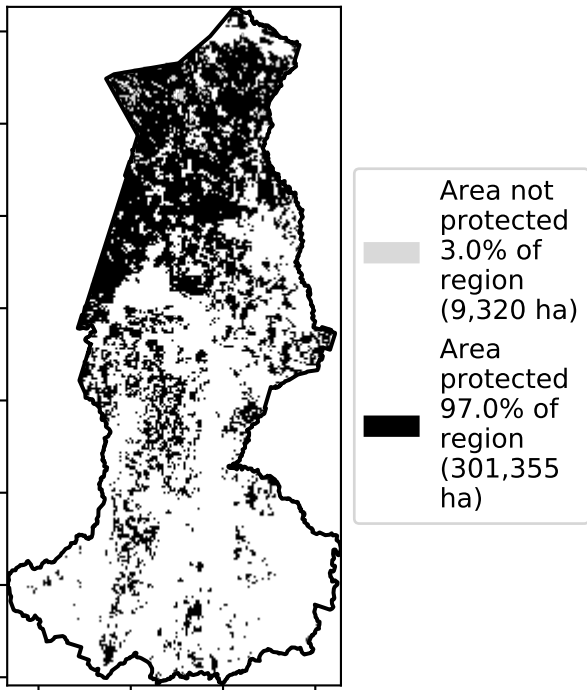 Area not
protected
3.0% of
region
(9,320 ha)
Area
protected
97.0% of
region
(301,355
ha)